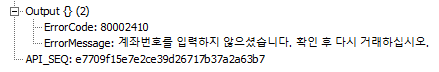 Output {} (2)
ErrorCode: 80002410
ErrorMessage: 계좌번호를 입력하지 않으셨습니다. 확인 후 다시 거래하십시오.
API_SEQ: e7709f15e7e2ce39d26717b37a2a63b7